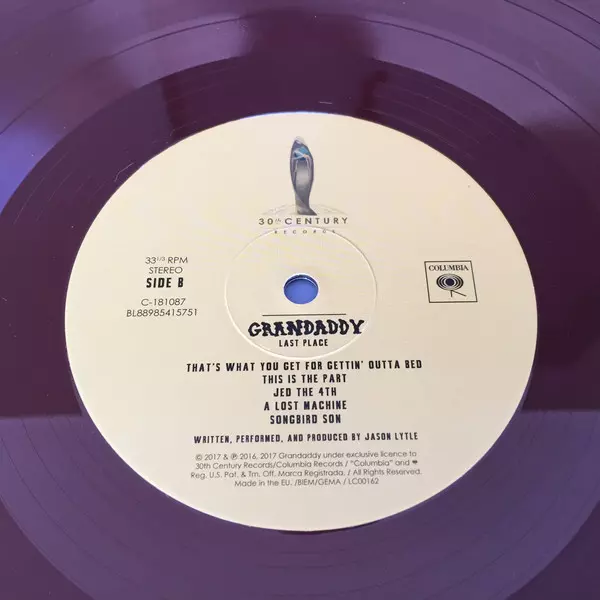 30th CENTURY
RECORDS
33 1/3 RPM
STEREO
SIDE B
C-181087
BL88985415751
COLUMBIA
GRANDADDY
LAST PLACE
THAT'S WHAT YOU GET FOR GETTIN' OUTTA BED
THIS IS THE PART
JED THE 4TH
A LOST MACHINE
SONGBIRD SON
WRITTEN, PERFORMED, AND PRODUCED BY JASON LYTLE
© 2017 & ℗ 2016, 2017 Grandaddy under exclusive licence to
30th Century Records/Columbia Records / "Columbia" and
Reg. U.S. Pat. & Tm. Off. Marca Registrada. / All Rights Reserved.
Made in the EU. /BIEM/GEMA / LC00162